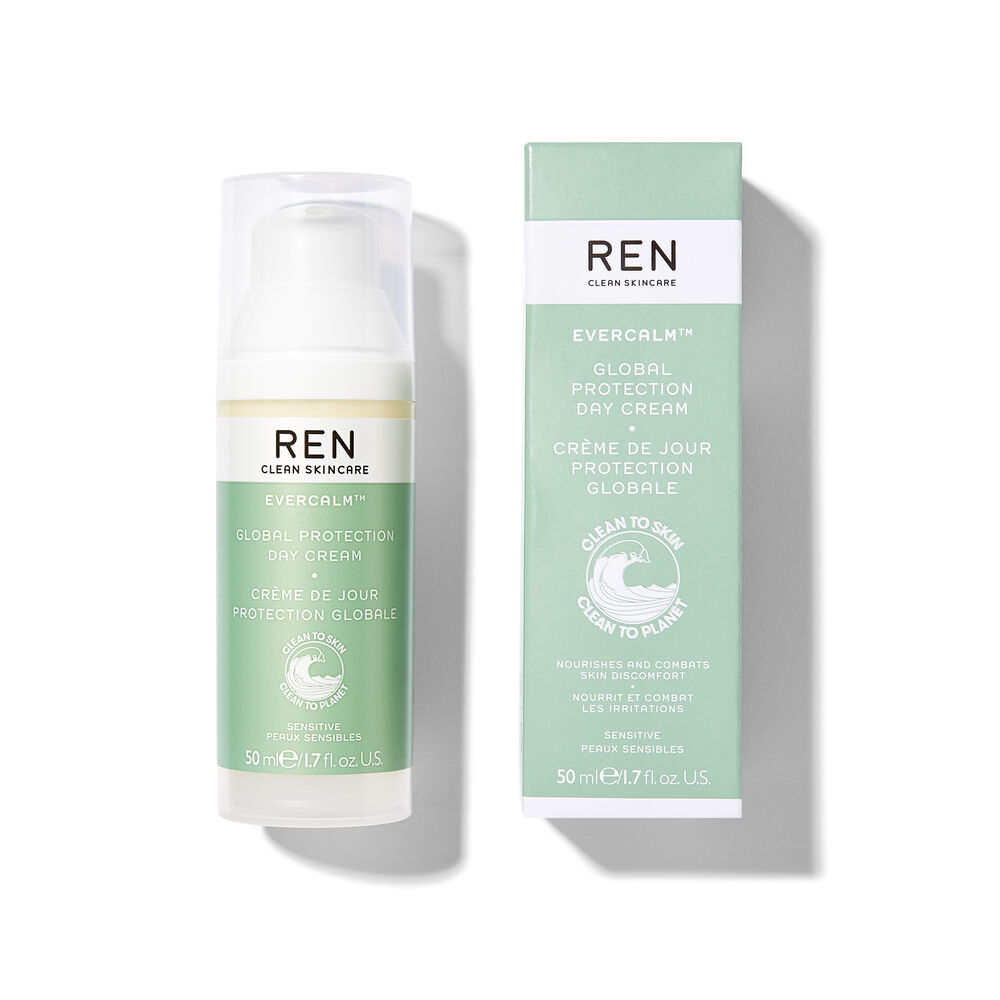 REN
CLEAN SKINCARE
EVERCALM™
GLOBAL PROTECTION
DAY CREAM
•
CRÈME DE JOUR
PROTECTION GLOBALE
CLEAN TO SKIN
CLEAN TO PLANET
SENSITIVE
PEAUX SENSIBLES
50 ml℮/1.7 fl. oz. U.S.
REN
CLEAN SKINCARE
EVERCALM™
GLOBAL
PROTECTION
DAY CREAM
•
CRÈME DE JOUR
PROTECTION
GLOBALE
CLEAN TO SKIN
CLEAN TO PLANET
NOURISHES AND COMBATS
SKIN DISCOMFORT
•
NOURRIT ET COMBAT
LES IRRITATIONS
SENSITIVE
PEAUX SENSIBLES
50 ml℮/1.7 fl. oz. U.S.